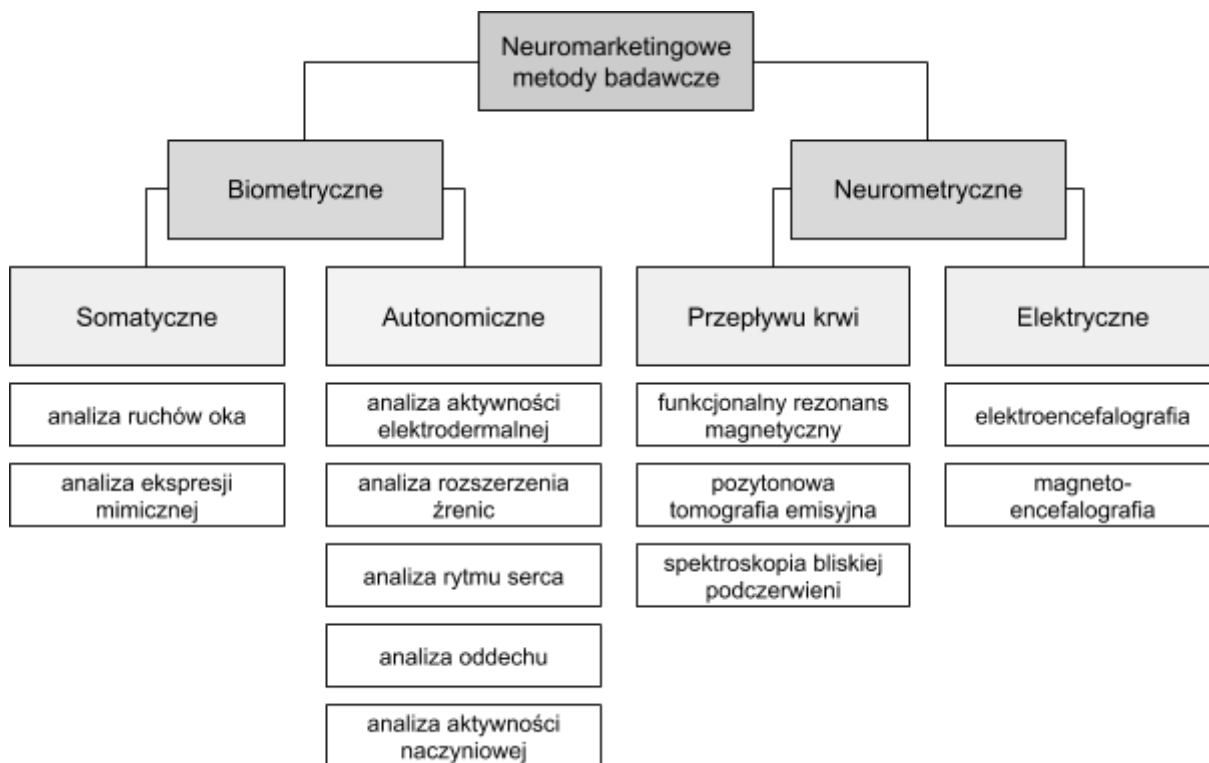 Neuromarketingowe
metody badawcze
Biometryczne
Neurometryczne
Somatyczne
Autonomiczne
Przepływu krwi
Elektryczne
analiza ruchów oka
analiza ekspresji
mimicznej
analiza aktywności
elektrodermalnej
analiza rozszerzenia
źrenic
analiza rytmu serca
analiza oddechu
analiza aktywności
naczyniowej
funkcjonalny rezonans
magnetyczny
pozytonowa
tomografia emisyjna
spektroskopia bliskiej
podczerwieni
elektroencefalografia
magneto-
encefalografia